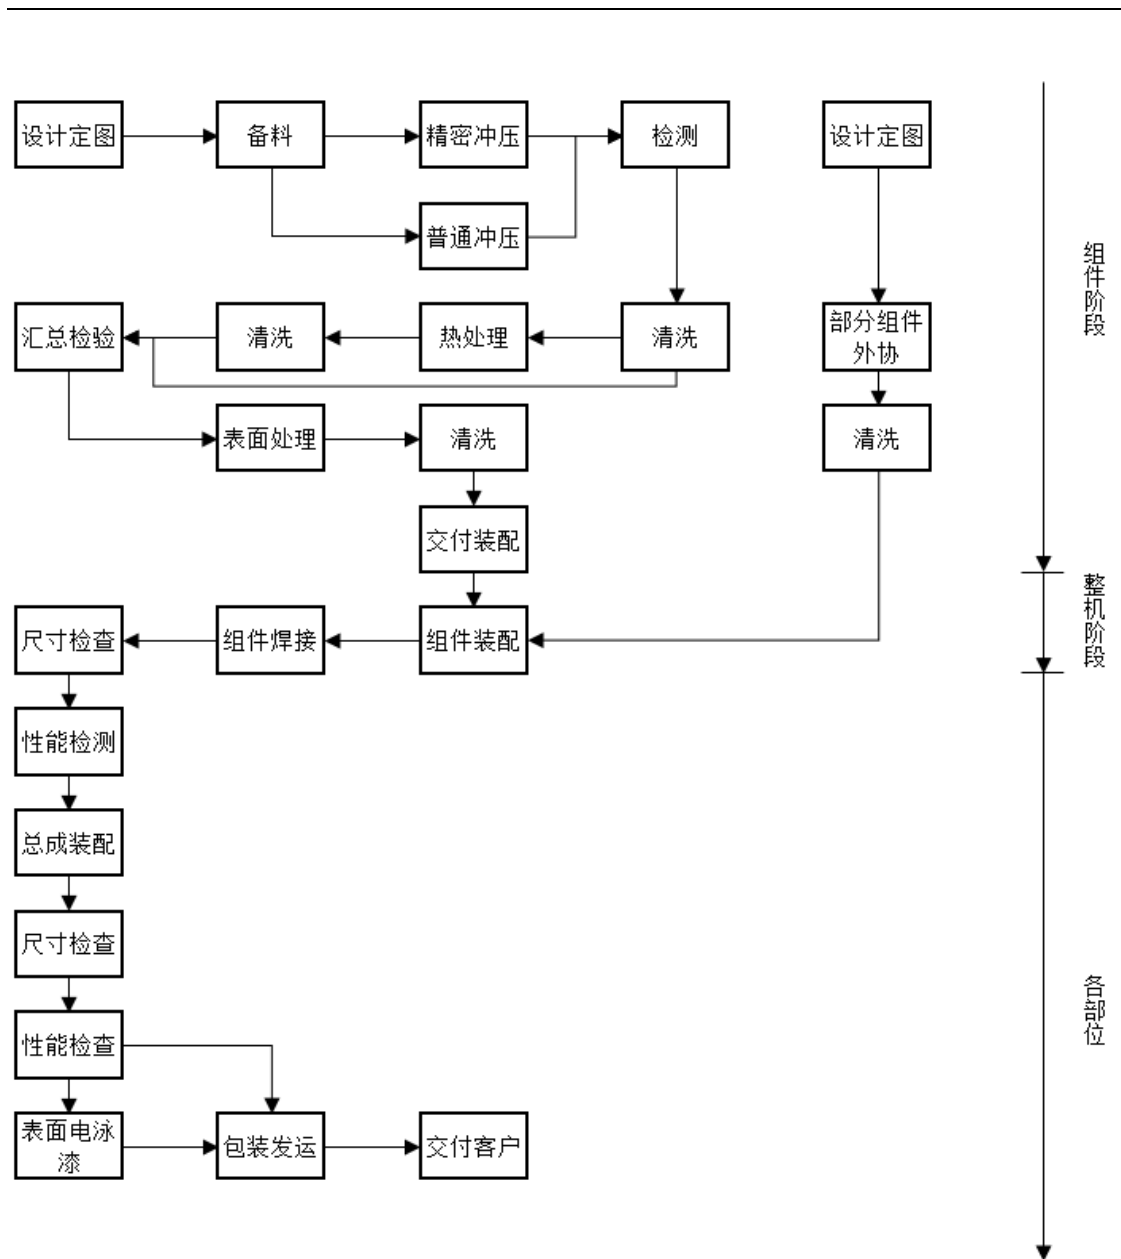 设计定图
备料
精密冲压
检测
设计定图
普通冲压
组件阶段
汇总检验
清洗
热处理
清洗
部分组件
外协
表面处理
清洗
清洗
交付装配
整机阶段
尺寸检查
组件焊接
组件装配
性能检测
总成装配
尺寸检查
各部位
性能检查
表面电泳
漆
包装发运
交付客户